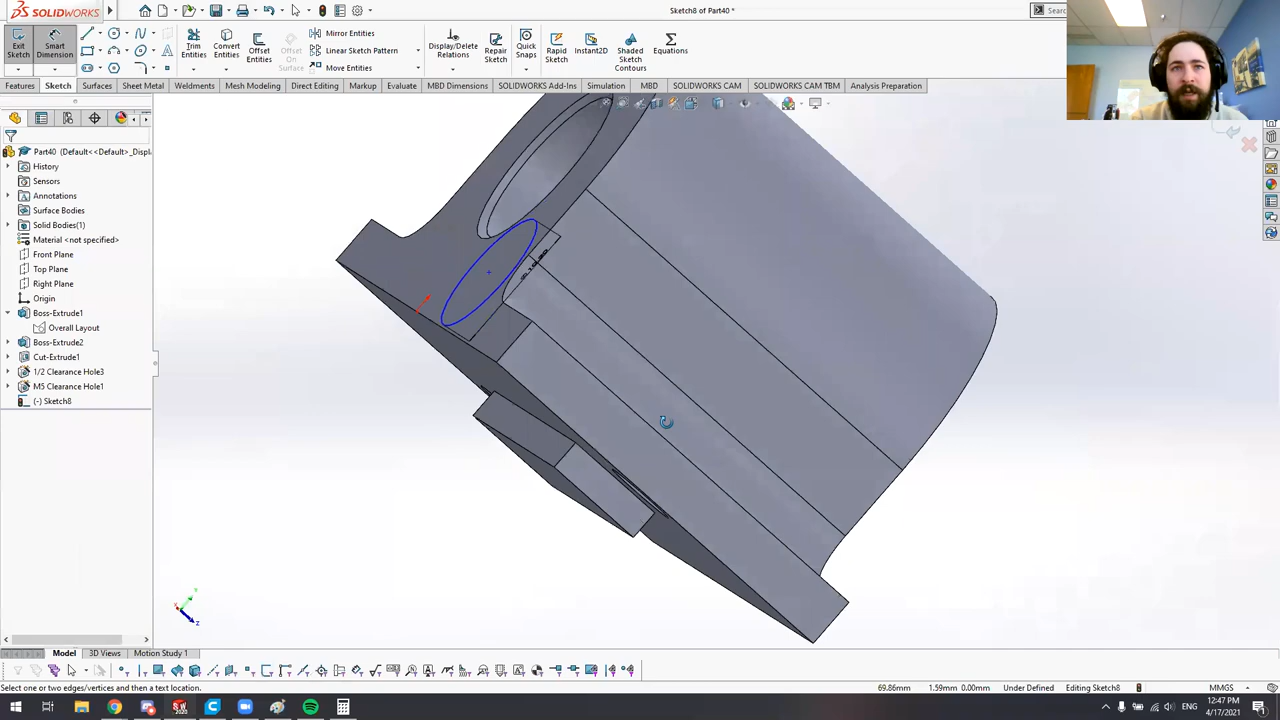 SOLIDWORKS
Sketch8 of Part40 *
Sear
Exit Sketch
Smart Dimension
Trim Entities
Convert Entities
Offset Entities
Offset On Surface
Mirror Entities
Linear Sketch Pattern
Move Entities
Display/Delete Relations
Repair Sketch
Quick Snaps
Rapid Sketch
Instant2D
Shaded Sketch Contours
Equations
Features
Sketch
Surfaces
Sheet Metal
Weldments
Mesh Modeling
Direct Editing
Markup
Evaluate
MBD Dimensions
SOLIDWORKS Add-Ins
Simulation
MBD
SOLIDWORKS CAM
SOLIDWORKS CAM TBM
Analysis Preparation
Part40 (Default<<Default>_Displ
History
Sensors
Annotations
Surface Bodies
Solid Bodies(1)
Material <not specified>
Front Plane
Top Plane
Right Plane
Origin
Boss-Extrude1
Overall Layout
Boss-Extrude2
Cut-Extrude1
1/2 Clearance Hole3
M5 Clearance Hole1
(-) Sketch8
Model
3D Views
Motion Study 1
Select one or two edges/vertices and then a text location.
69.86mm
1.59mm 0.00mm
Under Defined
Editing Sketch8
MMGS
ENG
12:47 PM
4/17/2021